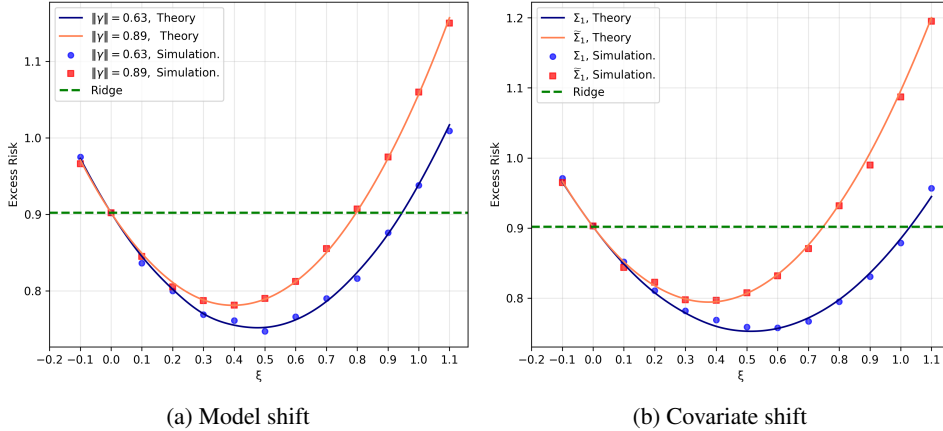 ‖γ‖ = 0.63, Theory
‖γ‖ = 0.89, Theory
‖γ‖ = 0.63, Simulation.
‖γ‖ = 0.89, Simulation.
Ridge
Excess Risk
1.1
1.0
0.9
0.8
−0.2 −0.1 0.0 0.1 0.2 0.3 0.4 0.5 0.6 0.7 0.8 0.9 1.0 1.1
ξ
(a) Model shift
Σ₁, Theory
Σ̃₁, Theory
Σ₁, Simulation.
Σ̃₁, Simulation.
Ridge
Excess Risk
1.2
1.1
1.0
0.9
0.8
−0.2 −0.1 0.0 0.1 0.2 0.3 0.4 0.5 0.6 0.7 0.8 0.9 1.0 1.1
ξ
(b) Covariate shift